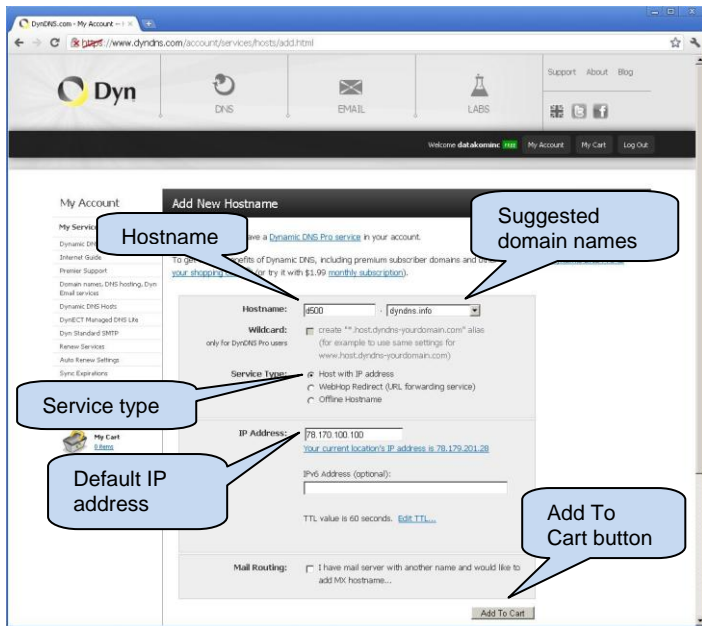 DynDNS.com - My Account -
https://www.dyndns.com/account/services/hosts/add.html
Dyn
DNS
EMAIL
LABS
Support About Blog
Welcome datakominc My Account My Cart Log Out
My Account
Add New Hostname
Hostname
Suggested domain names
My Servic
have a Dynamic DNS Pro service in your account.
Dynamic DN
Internet Guide
Premier Support
Domain names, DNS hosting, Dyn
Email services
Dynamic DNS Hosts
DynECT Managed DNS Lite
Dyn Standard SMTP
Renew Services
Auto Renew Settings
Sync Expirations
To ge
efits of Dynamic DNS, including premium subscriber domains and
your shopping
(or try it with $1.99 monthly subscription).
Hostname: d500 . dyndns.info
Wildcard: create "*.host.dyndns-yourdomain.com" alias
only for DynDNS Pro users (for example to use same settings for
www.host.dyndns-yourdomain.com)
Service Type: Host with IP address
WebHop Redirect (URL forwarding service)
Offline Hostname
Service type
My Cart
0 items
IP Address: 78.170.100.100
Your current location's IP address is 78.179.201.28
Default IP address
IPv6 Address (optional):
TTL value is 60 seconds. Edit TTL...
Add To Cart button
Mail Routing: I have mail server with another name and would like to
add MX hostname...
Add To Cart